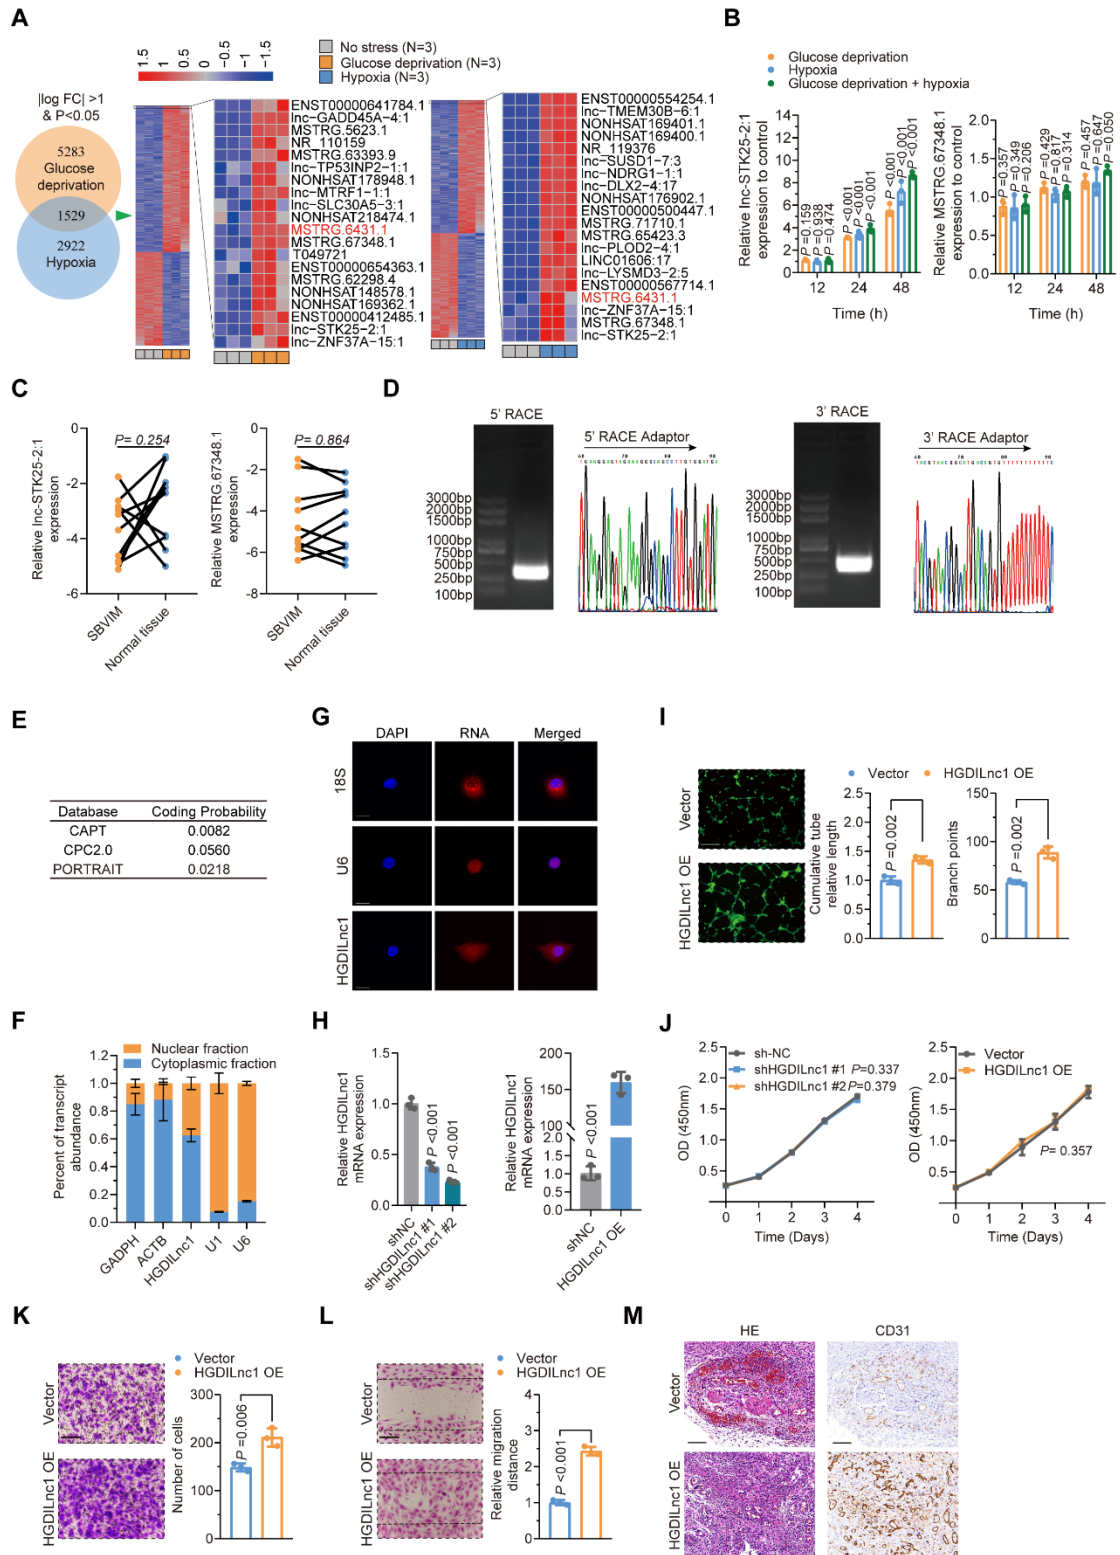 A
1.5
1
0.5
0
−0.5
−1
−1.5
No stress (N=3)
Glucose deprivation (N=3)
Hypoxia (N=3)
|log FC| >1
& P<0.05
5283
Glucose
deprivation
1529
2922
Hypoxia
ENST00000641784.1
lnc−GADD45A−4:1
MSTRG.5623.1
NR_110159
MSTRG.63393.9
lnc−TP53INP2−1:1
NONHSAT178948.1
lnc−MTRF1−1:1
lnc−SLC30A5−3:1
NONHSAT218474.1
MSTRG.6431.1
MSTRG.67348.1
T049721
ENST00000654363.1
MSTRG.62298.4
NONHSAT148578.1
NONHSAT169362.1
ENST00000412485.1
lnc−STK25−2:1
lnc−ZNF37A−15:1
ENST00000554254.1
lnc−TMEM30B−6:1
NONHSAT169401.1
NONHSAT169400.1
NR_119376
lnc−SUSD1−7:3
lnc−NDRG1−1:1
lnc−DLX2−4:17
NONHSAT176902.1
ENST00000500447.1
MSTRG.71710.1
MSTRG.65423.3
lnc−PLOD2−4:1
LINC01606:17
lnc−LYSMD3−2:5
ENST00000567714.1
MSTRG.6431.1
lnc−ZNF37A−15:1
MSTRG.67348.1
lnc−STK25−2:1
B
Glucose deprivation
Hypoxia
Glucose deprivation + hypoxia
Relative lnc-STK25-2:1
expression to control
14
12
10
8
6
4
2
0
P =0.159
P =0.938
P =0.474
P <0.001
P <0.001
P <0.001
P <0.001
P <0.001
P <0.001
12 24 48
Time (h)
Relative MSTRG.67348.1
expression to control
2.0
1.5
1.0
0.5
0.0
P =0.357
P =0.349
P =0.206
P =0.429
P =0.817
P =0.314
P =0.457
P =0.647
P =0.050
12 24 48
Time (h)
C
Relative lnc-STK25-2:1
expression
0
-2
-4
-6
P= 0.254
SBVIM
Normal tissue
Relative MSTRG.67348.1
expression
0
-2
-4
-6
-8
P= 0.864
SBVIM
Normal tissue
D
5' RACE
3000bp
2000bp
1500bp
1000bp
750bp
500bp
250bp
100bp
5' RACE Adaptor
60 70 80 90
3' RACE
3000bp
2000bp
1500bp
1000bp
750bp
500bp
250bp
100bp
3' RACE Adaptor
60 70 80 90
E
Database Coding Probability
CAPT 0.0082
CPC2.0 0.0560
PORTRAIT 0.0218
F
Nuclear fraction
Cytoplasmic fraction
Percent of transcript
abundance
1.2
1.0
0.8
0.6
0.4
0.2
0.0
GADPH
ACTB
HGDILnc1
U1
U6
G
DAPI RNA Merged
18S
U6
HGDILnc1
H
Relative HGDILnc1
mRNA expression
1.5
1.0
0.5
0.0
P <0.001
P <0.001
shNC
shHGDILnc1 #1
shHGDILnc1 #2
Relative HGDILnc1
mRNA expression
200
150
100
2.0
1.5
1.0
0.5
0.0
P <0.001
shNC
HGDILnc1 OE
I
Vector
HGDILnc1 OE
Vector
HGDILnc1 OE
Cumulative tube
relative length
2.5
2.0
1.5
1.0
0.5
0.0
P =0.002
Branch points
150
100
50
0
P =0.002
J
OD (450nm)
2.5
2.0
1.5
1.0
0.5
sh-NC
shHGDILnc1 #1 P=0.337
shHGDILnc1 #2 P=0.379
0 1 2 3 4
Time (Days)
OD (450nm)
2.5
2.0
1.5
1.0
0.5
Vector
HGDILnc1 OE
P= 0.357
0 1 2 3 4
Time (Days)
K
Vector
HGDILnc1 OE
Vector
HGDILnc1 OE
Number of cells
300
200
150
100
0
P =0.006
L
Vector
HGDILnc1 OE
Vector
HGDILnc1 OE
Relative migration
distance
4
3
2
1
0
P <0.001
M
HE CD31
Vector
HGDILnc1 OE